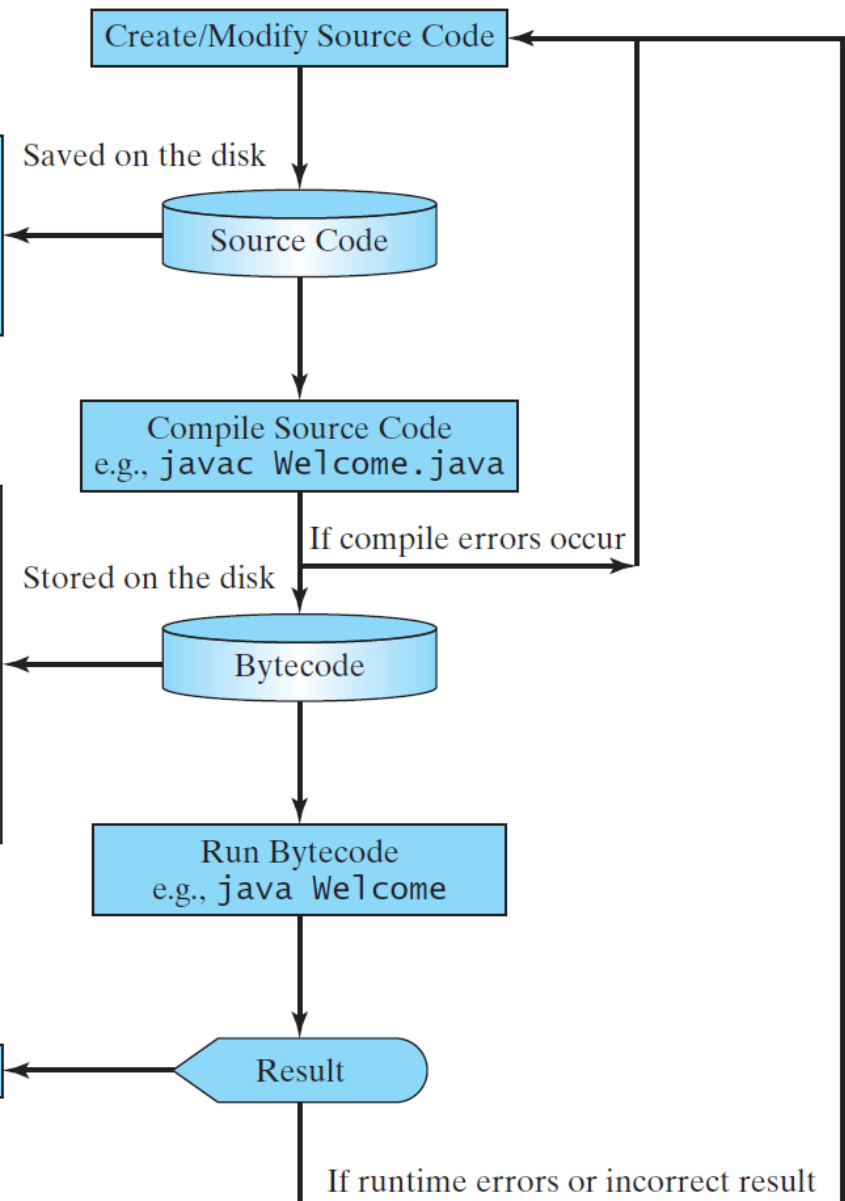 Create/Modify Source Code
Saved on the disk
Source Code
Compile Source Code
e.g., javac Welcome.java
If compile errors occur
Stored on the disk
Bytecode
Run Bytecode
e.g., java Welcome
Result
If runtime errors or incorrect result